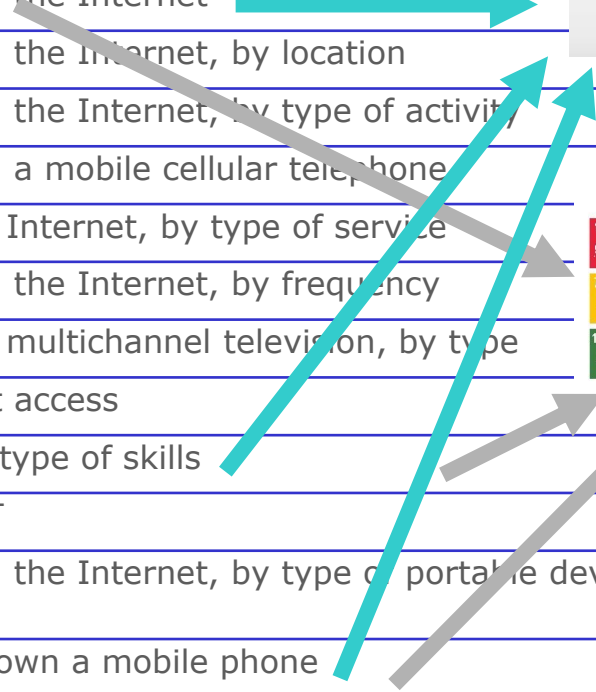 the Internet
the Internet, by location
the Internet, by type of activity
a mobile cellular telephone
Internet, by type of service
the Internet, by frequency
multichannel television, by type
access
type of skills
the Internet, by type of portable dev
own a mobile phone